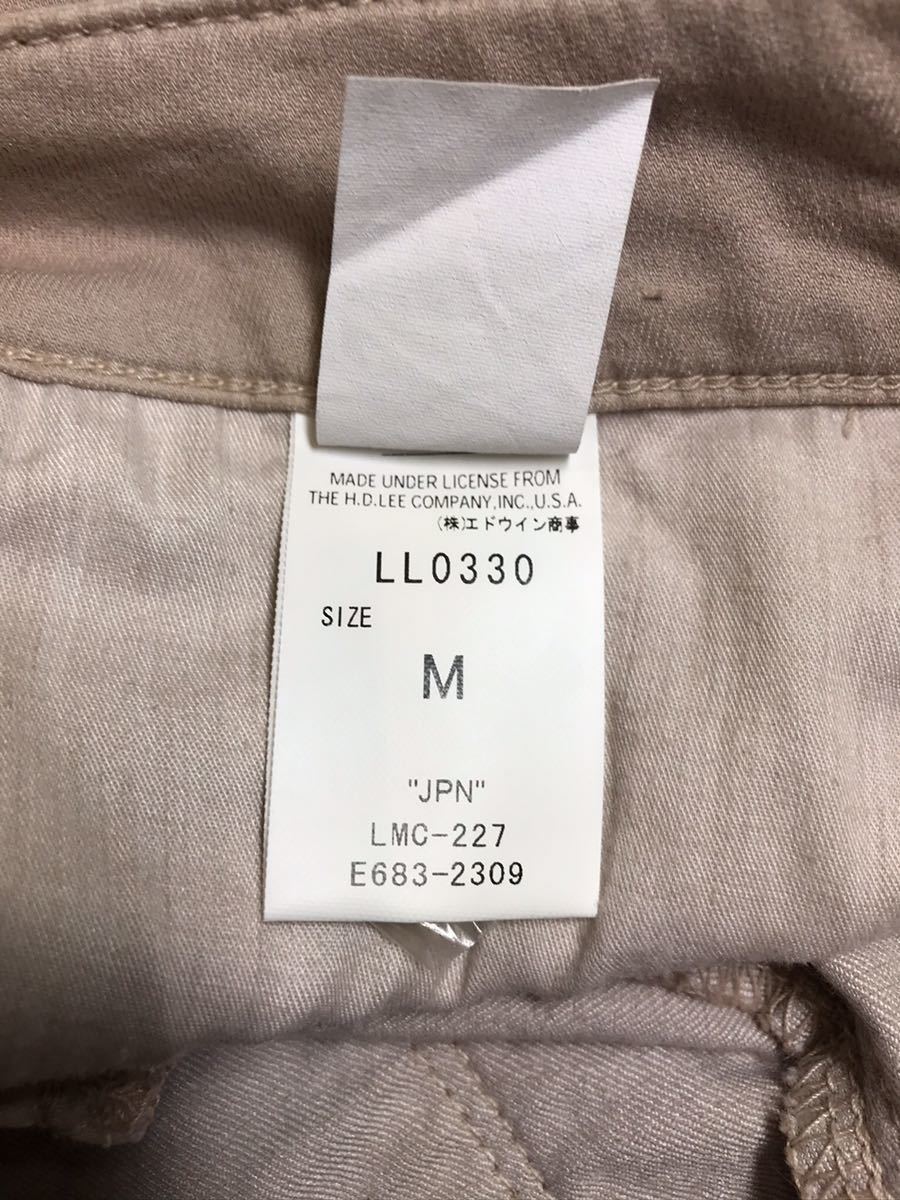 MADE UNDER LICENSE FROM
THE H.D.LEE COMPANY,INC.,U.S.A.
(株)エドウイン商事
LL0330
SIZE
M
"JPN"
LMC-227
E683-2309